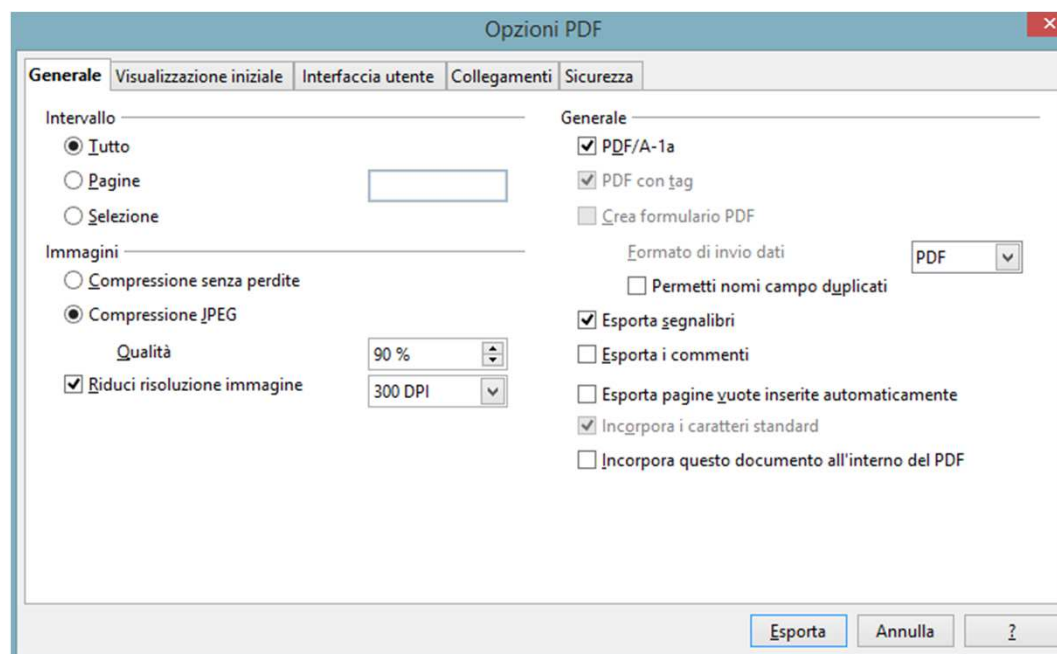 Opzioni PDF
Generale Visualizzazione iniziale Interfaccia utente Collegamenti Sicurezza
Intervallo
Tutto
Pagine
Selezione
Immagini
Compressione senza perdite
Compressione JPEG
Qualità 90 %
Riduci risoluzione immagine 300 DPI
Generale
PDF/A-1a
PDF con tag
Crea formulario PDF
Formato di invio dati PDF
Permetti nomi campo duplicati
Esporta segnalibri
Esporta i commenti
Esporta pagine vuote inserite automaticamente
Incorpora i caratteri standard
Incorpora questo documento all'interno del PDF
Esporta Annulla ?